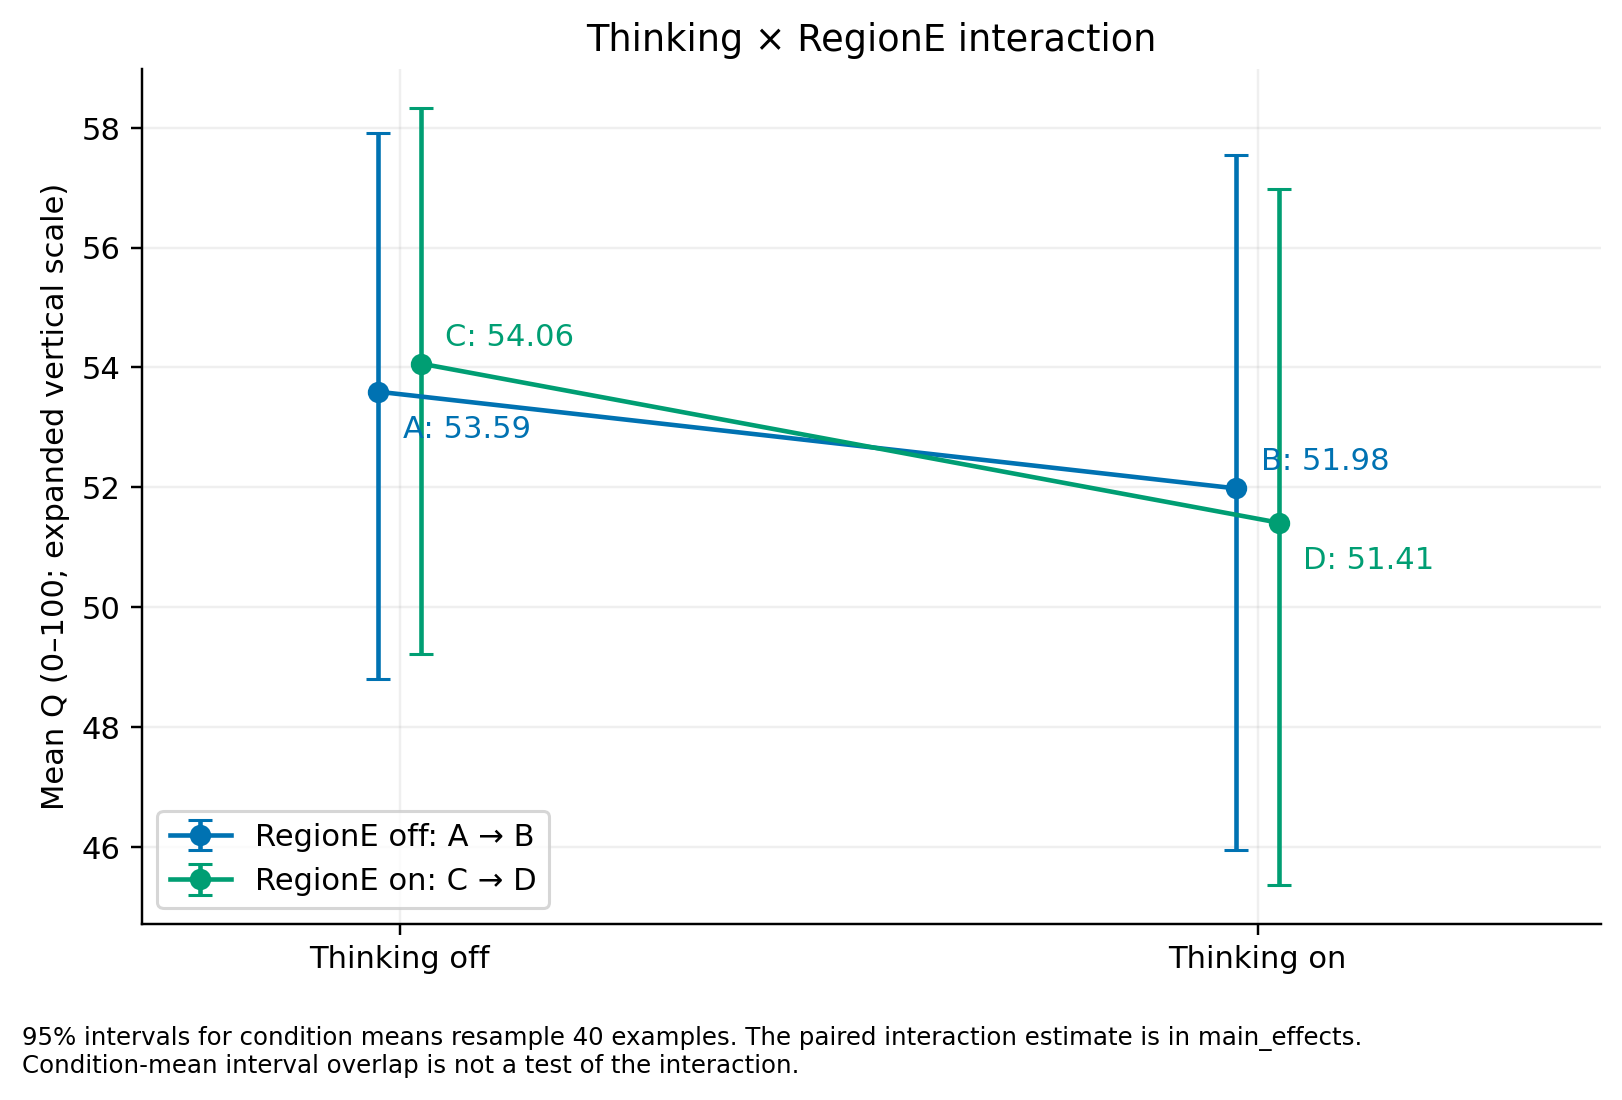 Thinking × RegionE interaction
Mean Q (0–100; expanded vertical scale)
58
56
54
52
50
48
46
C: 54.06
A: 53.59
B: 51.98
D: 51.41
RegionE off: A → B
RegionE on: C → D
Thinking off
Thinking on
95% intervals for condition means resample 40 examples. The paired interaction estimate is in main_effects.
Condition-mean interval overlap is not a test of the interaction.